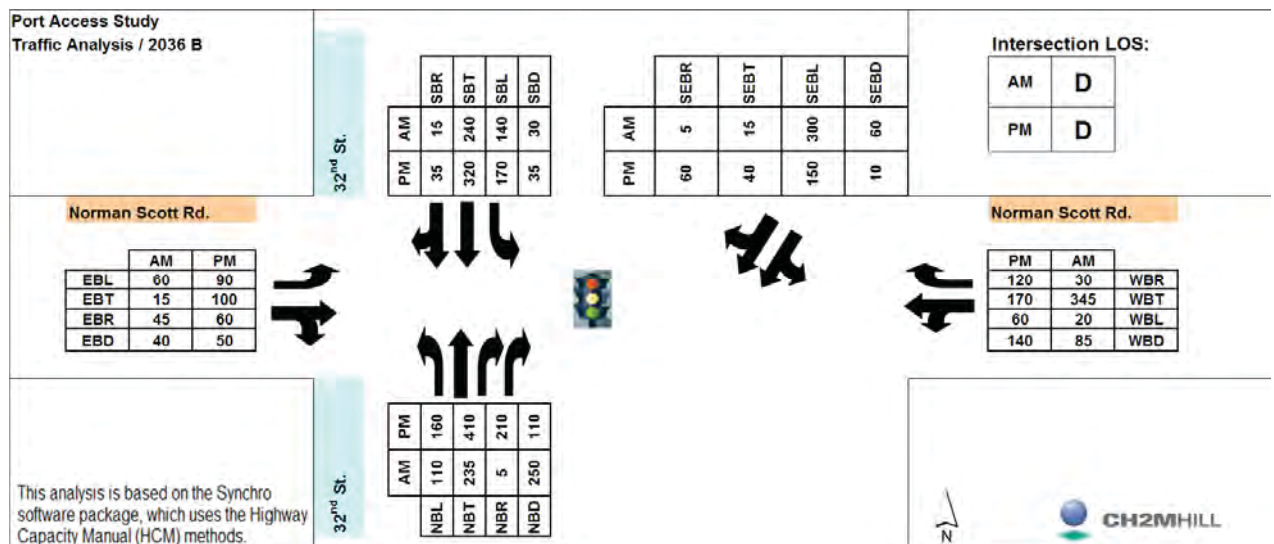 Port Access Study
Traffic Analysis / 2036 B
32nd St.
SBR SBT SBL SBD
AM 15 240 140 30
PM 35 320 170 35
SEBR SEBT SEBL SEBD
AM 5 15 300 60
PM 60 40 150 10
Intersection LOS:
AM D
PM D
Norman Scott Rd.
AM PM
EBL 60 90
EBT 15 100
EBR 45 60
EBD 40 50
Norman Scott Rd.
PM AM
120 30 WBR
170 345 WBT
60 20 WBL
140 85 WBD
32nd St.
PM 160 410 210 110
AM 110 235 5 250
NBL NBT NBR NBD
This analysis is based on the Synchro
software package, which uses the Highway
Capacity Manual (HCM) methods.
N
CH2MHILL